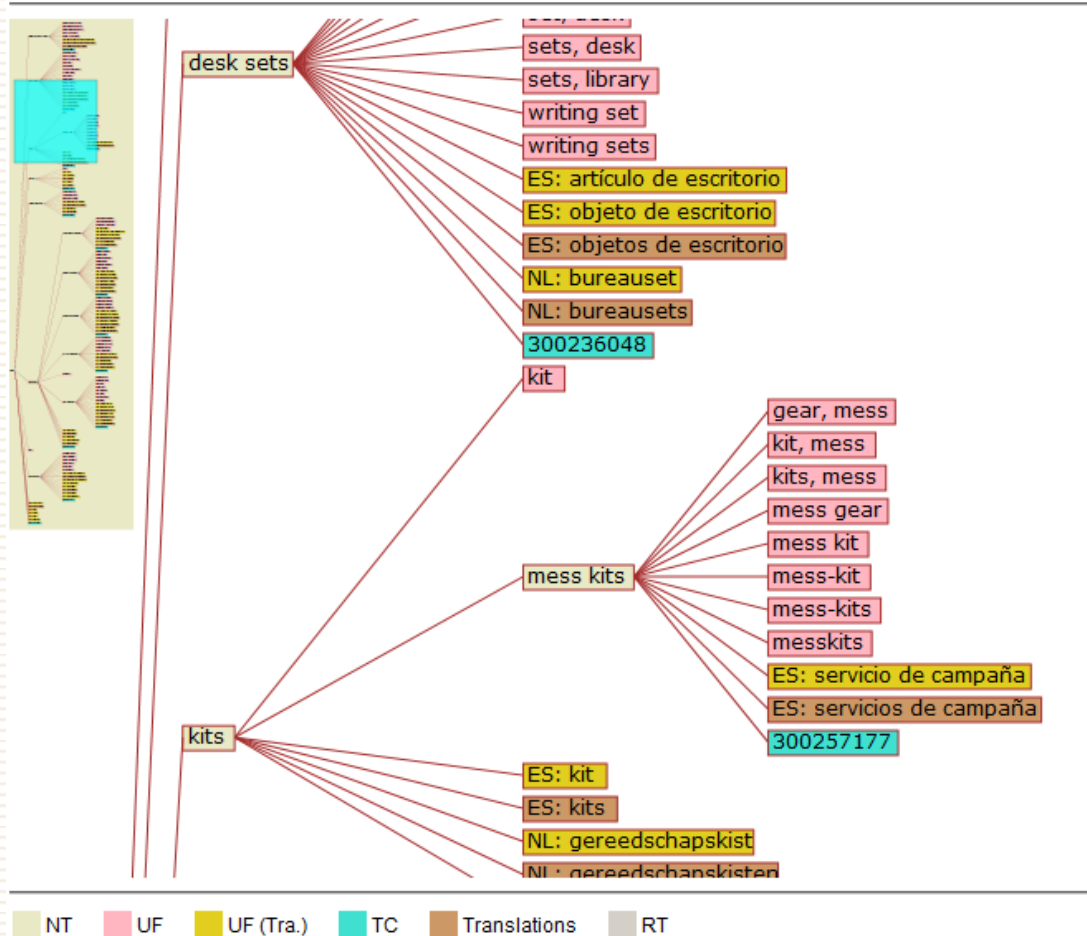 desk sets
sets, desk
sets, library
writing set
writing sets
ES: artículo de escritorio
ES: objeto de escritorio
ES: objetos de escritorio
NL: bureauset
NL: bureausets
300236048
kit
gear, mess
kit, mess
kits, mess
mess gear
mess kit
mess kits
mess-kit
mess-kits
messkits
ES: servicio de campaña
ES: servicios de campaña
300257177
kits
ES: kit
ES: kits
NL: gereedschapskist
NL: gereedschapskisten
NT UF UF (Tra.) TC Translations RT